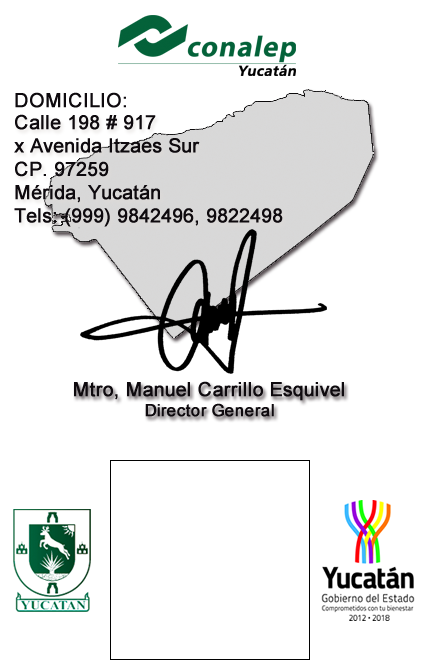 conalep
Yucatán
DOMICILIO:
Calle 198 # 917
x Avenida Itzaes Sur
CP. 97259
Mérida, Yucatán
Tels: (999) 9842496, 9822498
Mtro, Manuel Carrillo Esquivel
Director General
YUCATAN
Yucatán
Gobierno del Estado
Comprometidos con tu bienestar
2012 • 2018